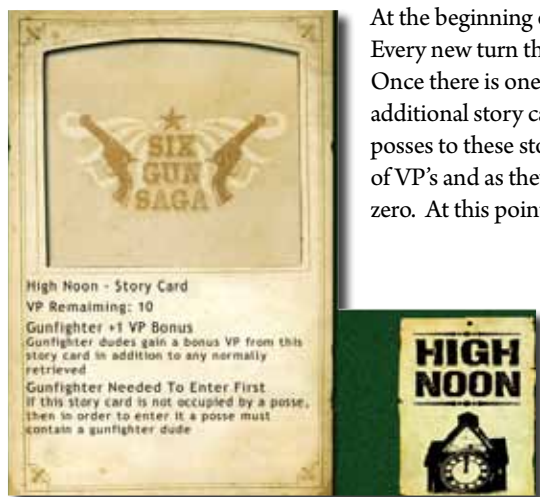 At the beginning
Every new turn th
Once there is one
additional story ca
posses to these sto
of VP's and as they
zero. At this point
SIX
GUN
SAGA
High Noon - Story Card
VP Remaiming: 10
Gunfighter +1 VP Bonus
Gunfighter dudes gain a bonus VP from this
story card in addition to any normally
retrieved
Gunfighter Needed To Enter First
If this story card is not occupied by a posse,
then in order to enter it a posse must
contain a gunfighter dude
HIGH
NOON